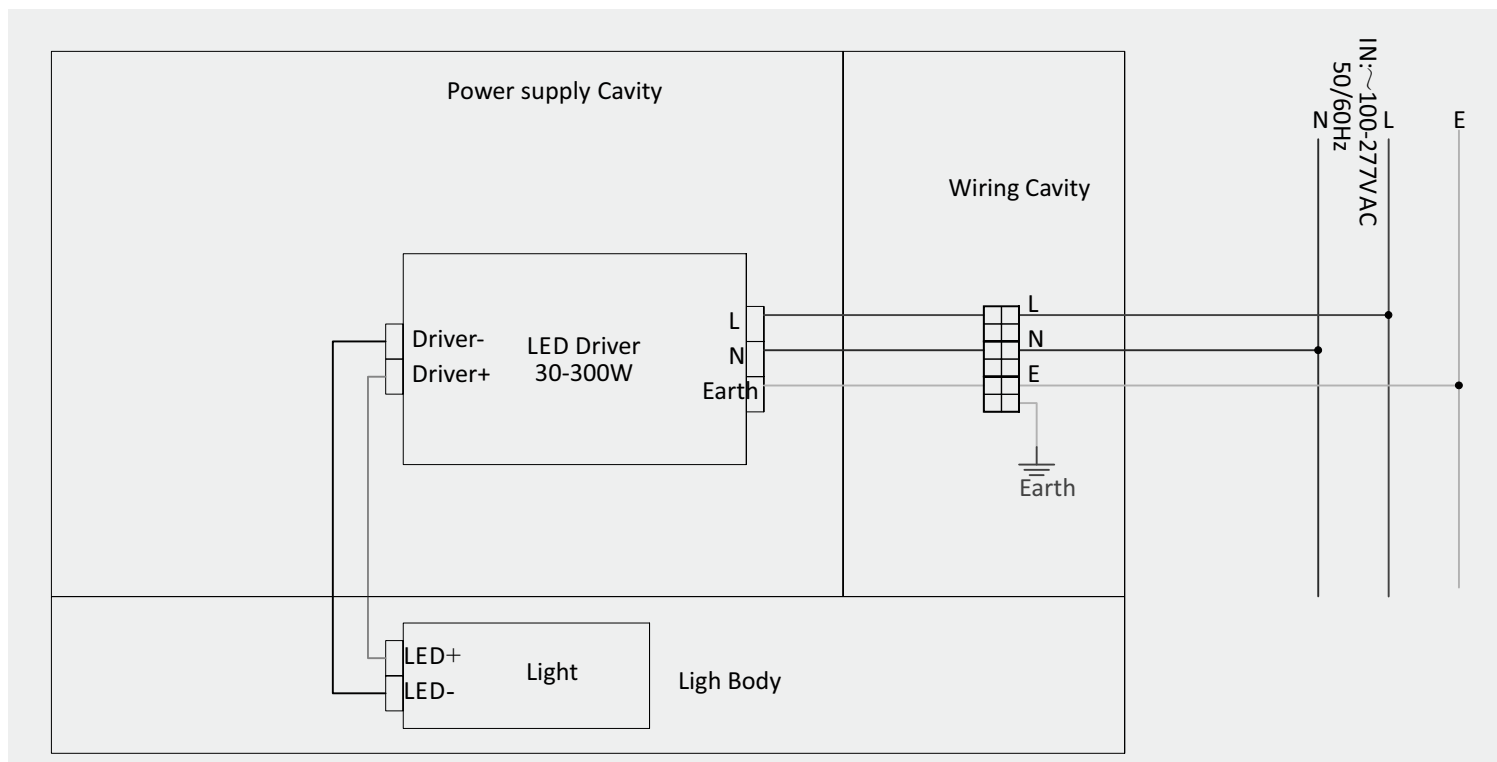 Power supply Cavity
Wiring Cavity
IN:～100-277VAC
50/60Hz
N
L
E
Driver-
Driver+
LED Driver
30-300W
L
N
Earth
L
N
E
Earth
LED+
LED-
Light
Ligh Body